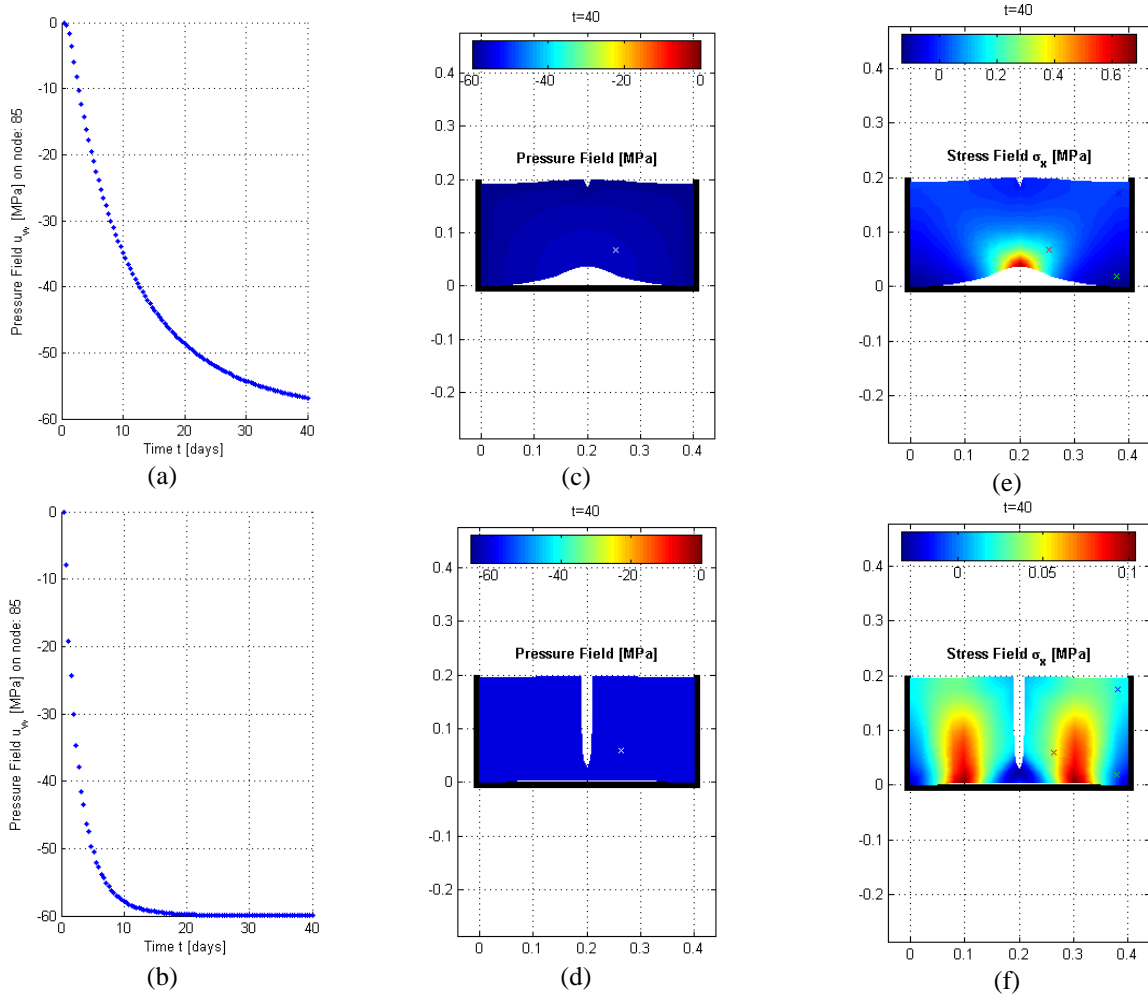 0
-10
-20
-30
-40
-50
-60
0 10 20 30 40
Time t [days]
Pressure Field u_w, [MPa] on node: 85
(a)
t=40
-60 -40 -20 0
0.4
0.3
Pressure Field [MPa]
0.2
0.1
0
-0.1
-0.2
0 0.1 0.2 0.3 0.4
(c)
t=40
0 0.2 0.4 0.6
0.4
0.3
Stress Field σx [MPa]
0.2
0.1
0
-0.1
-0.2
0 0.1 0.2 0.3 0.4
(e)
0
-10
-20
-30
-40
-50
-60
0 10 20 30 40
Time t [days]
Pressure Field u_w, [MPa] on node: 85
(b)
t=40
-60 -40 -20 0
0.4
0.3
Pressure Field [MPa]
0.2
0.1
0
-0.1
-0.2
0 0.1 0.2 0.3 0.4
(d)
t=40
0 0.05 0.1
0.4
0.3
Stress Field σx [MPa]
0.2
0.1
0
-0.1
-0.2
0 0.1 0.2 0.3 0.4
(f)